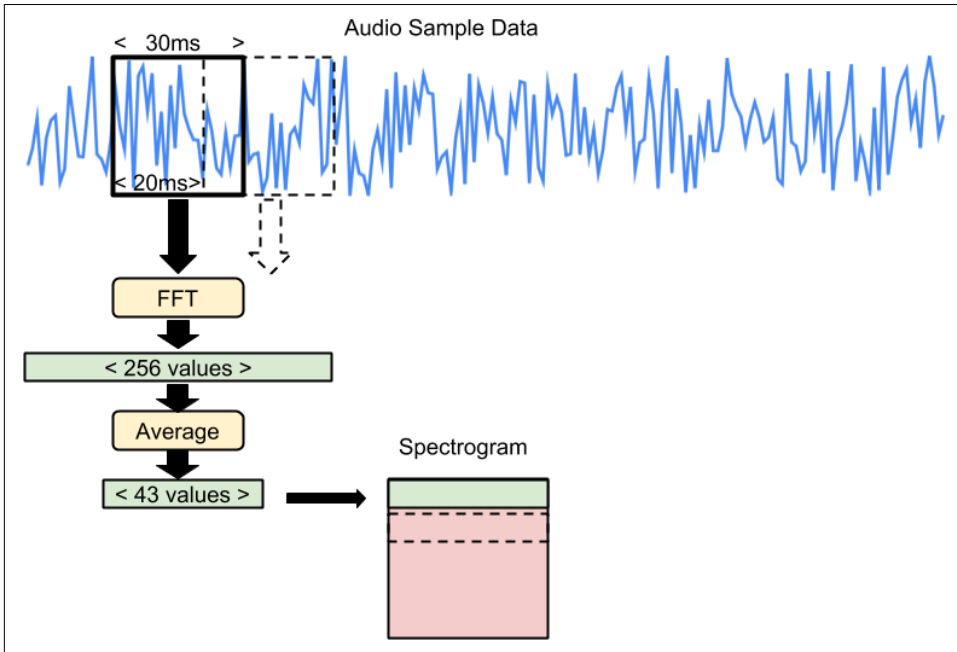 Audio Sample Data
< 30ms >
< 20ms>
FFT
< 256 values >
Average
Spectrogram
< 43 values >